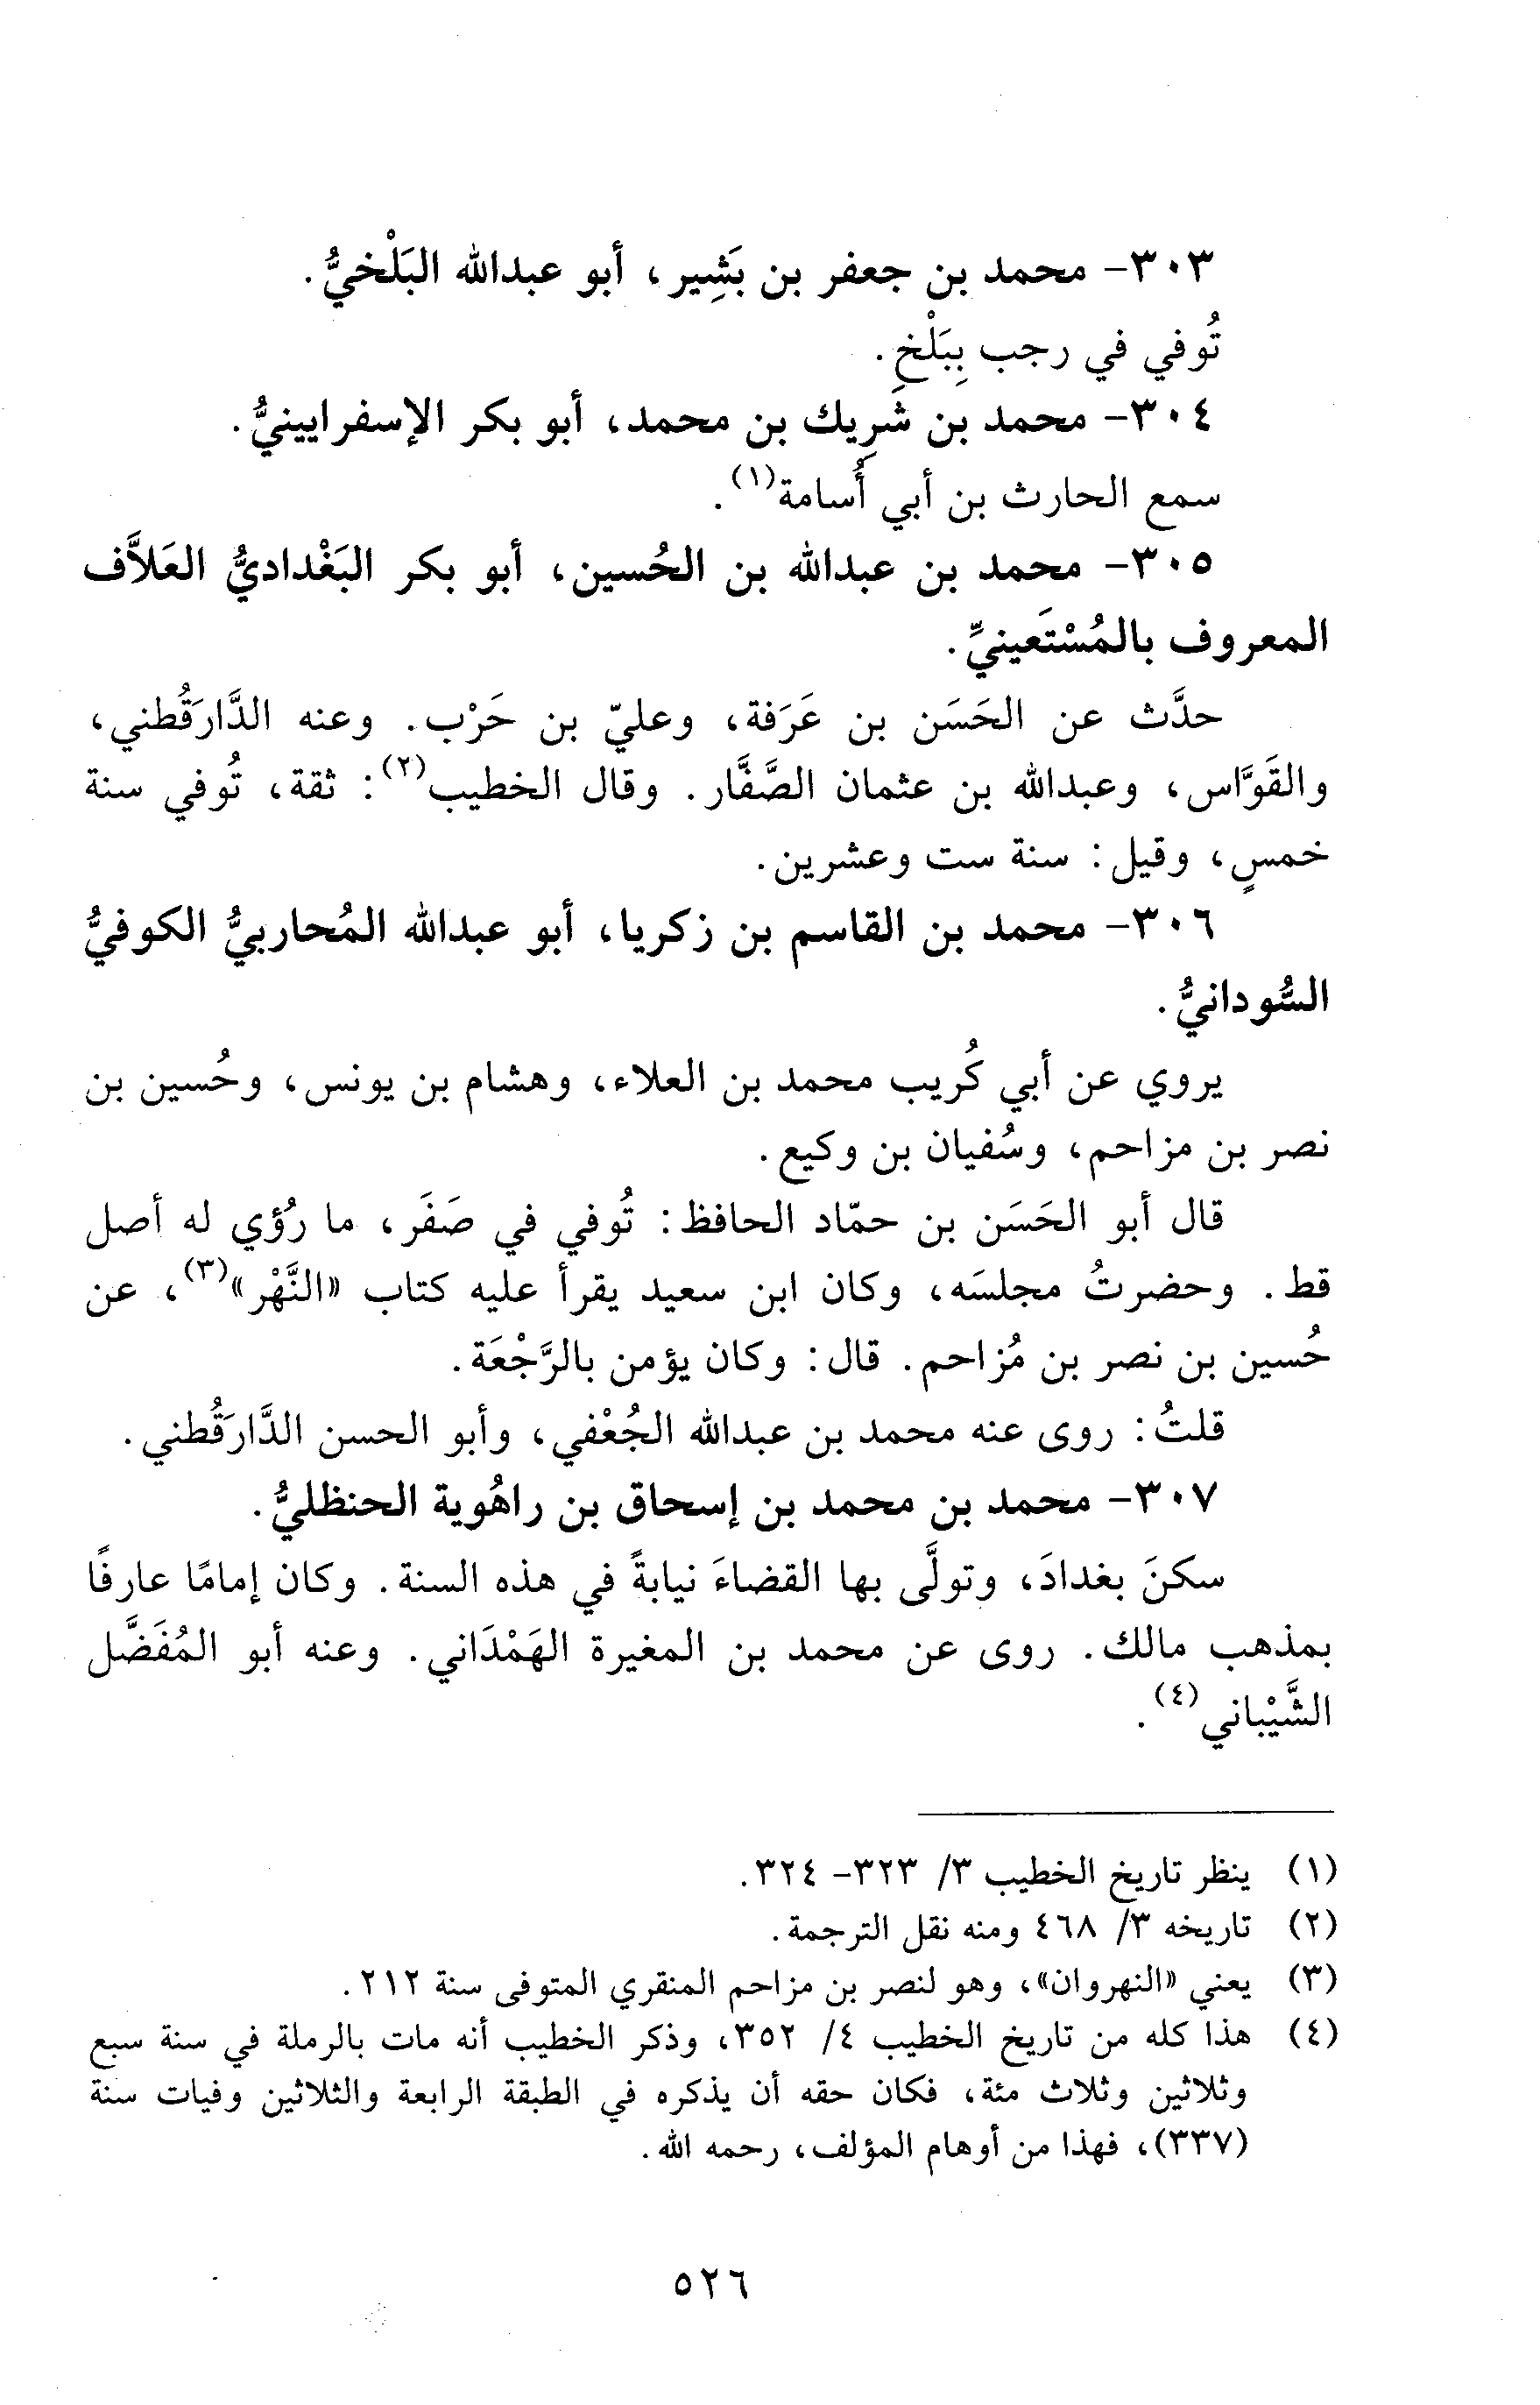 ٣٠٣- محمد بن جعفر بن بَشِير، أبو عبدالله البَلْخيُّ.
تُوفي في رجب بِبَلْخ.
٣٠٤- محمد بن شَرِيك بن محمد، أبو بكر الإسفراييينيُّ.
سمع الحارث بن أبي أُسامة(١).
٣٠٥- محمد بن عبدالله بن الحُسين، أبو بكر البَغْداديُّ العَلاَّف
المعروف بالمُسْتَعينيِّ.
حدَّث عن الحَسَن بن عَرَفة، وعليّ بن حَرْب. وعنه الدَّارَقُطني،
والقَوَّاس، وعبدالله بن عثمان الصَّفَّار. وقال الخطيب(٢): ثقة، تُوفي سنة
خمسٍ، وقيل: سنة ست وعشرين.
٣٠٦- محمد بن القاسم بن زكريا، أبو عبدالله المُحاربيُّ الكوفيُّ
السُّودانيُّ.
يروي عن أبي كُريب محمد بن العلاء، وهشام بن يونس، وحُسين بن
نصر بن مزاحم، وسُفيان بن وكيع.
قال أبو الحَسَن بن حمّاد الحافظ: تُوفي في صَفَر، ما رُؤي له أصل
قط. وحضرتُ مجلسَه، وكان ابن سعيد يقرأ عليه كتاب «النَّهْر»(٣)، عن
حُسين بن نصر بن مُزاحم. قال: وكان يؤمن بالرَّجْعَة.
قلتُ: روى عنه محمد بن عبدالله الجُعْفي، وأبو الحسن الدَّارَقُطني.
٣٠٧- محمد بن محمد بن إسحاق بن راهُوية الحنظليُّ.
سكنَ بغدادَ، وتولَّى بها القضاءَ نيابةً في هذه السنة. وكان إمامًا عارفًا
بمذهب مالك. روى عن محمد بن المغيرة الهَمْدَاني. وعنه أبو المُفَضَّل
الشَّيْباني(٤).
(١) ينظر تاريخ الخطيب ٣/ ٣٢٣- ٣٢٤.
(٢) تاريخه ٣/ ٤٦٨ ومنه نقل الترجمة.
(٣) يعني «النهروان»، وهو لنصر بن مزاحم المنقري المتوفى سنة ٢١٢.
(٤) هذا كله من تاريخ الخطيب ٤/ ٣٥٢، وذكر الخطيب أنه مات بالرملة في سنة سبع
وثلاثين وثلاث مئة، فكان حقه أن يذكره في الطبقة الرابعة والثلاثين وفيات سنة
(٣٣٧)، فهذا من أوهام المؤلف، رحمه الله.
٥٢٦